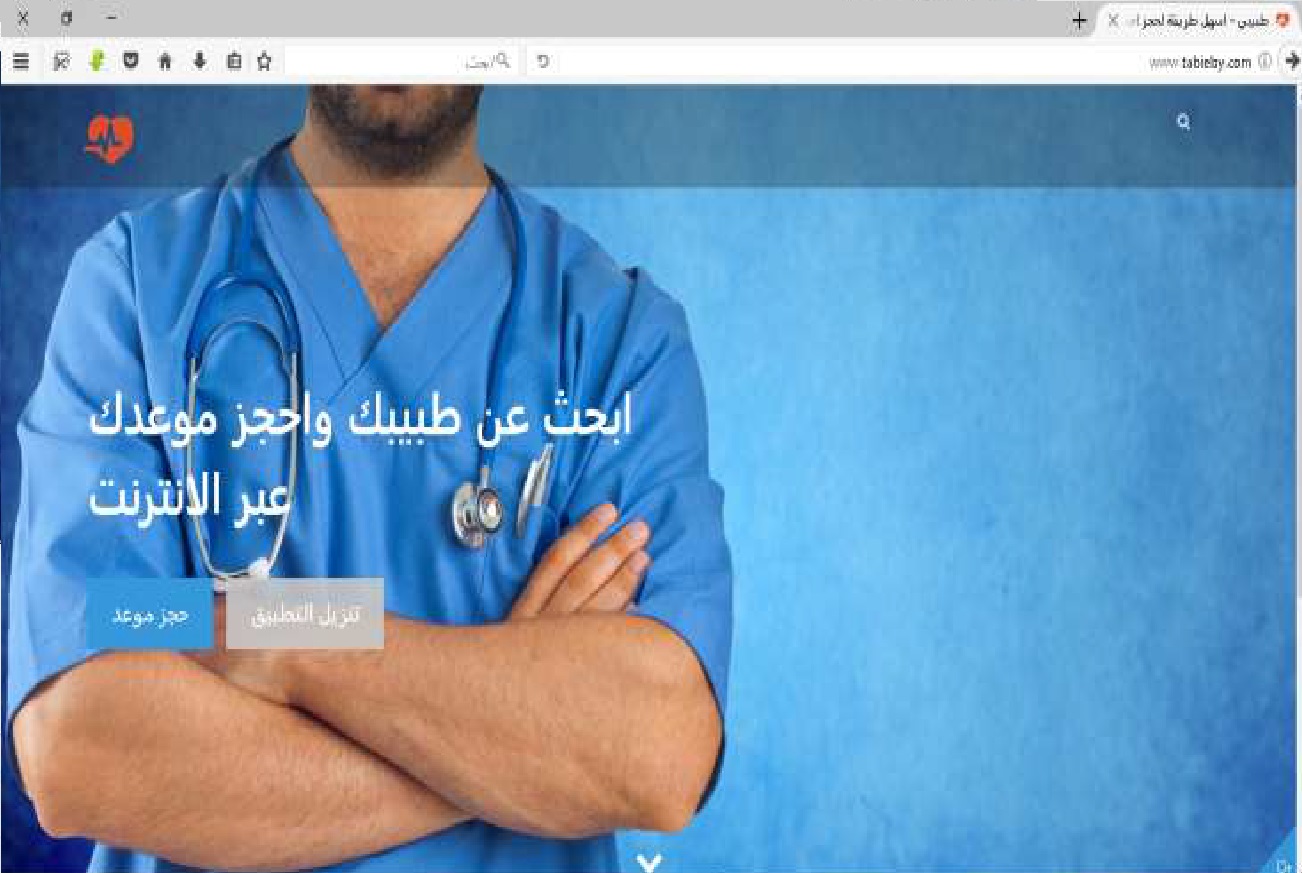 طبيبي - اسهل طريقة لحجز
www.tabieby.com
ابحث
ابحث عن طبيبك واحجز موعدك
عبر الانترنت
تنزيل التطبيق
حجز موعد